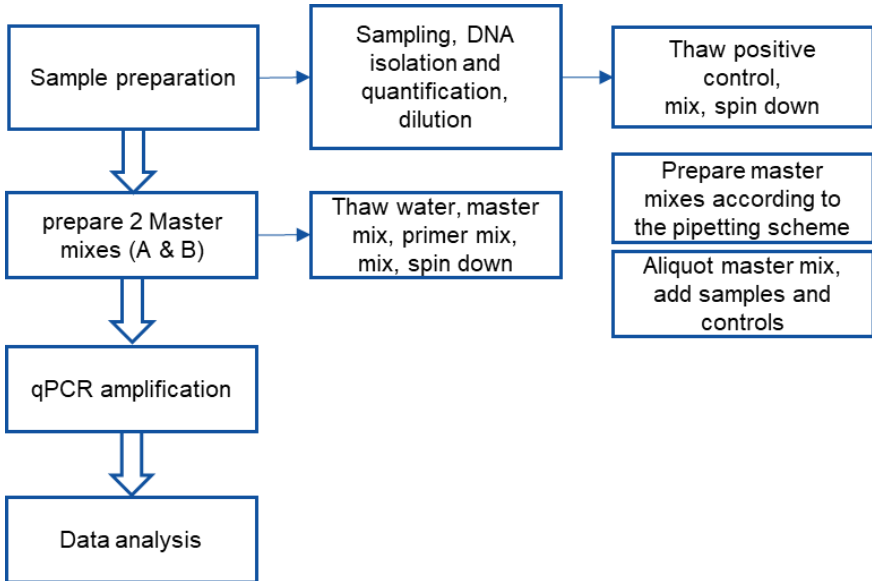 Sample preparation
Sampling, DNA
isolation and
quantification,
dilution
Thaw positive
control,
mix, spin down
prepare 2 Master
mixes (A & B)
Thaw water, master
mix, primer mix,
mix, spin down
Prepare master
mixes according to
the pipetting scheme
Aliquot master mix,
add samples and
controls
qPCR amplification
Data analysis